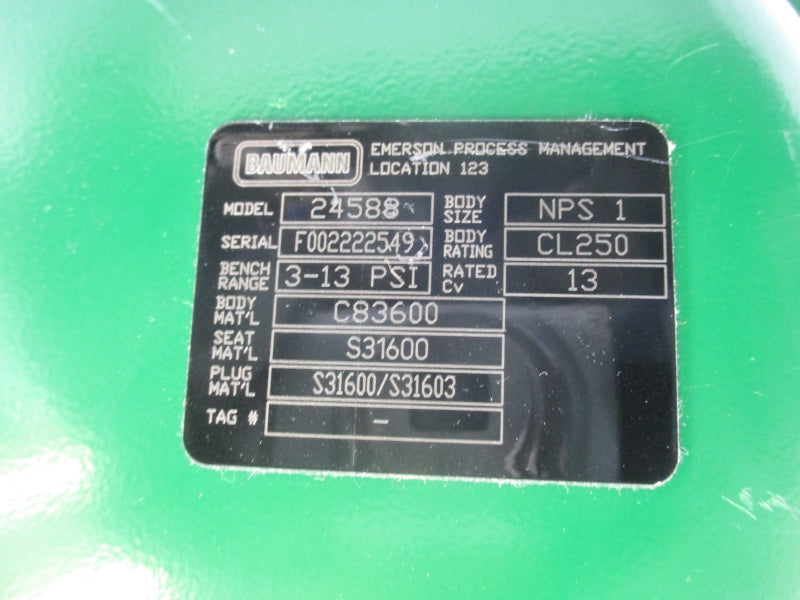 BAUMANN EMERSON PROCESS MANAGEMENT
LOCATION 123
MODEL 24588 BODY SIZE NPS 1
SERIAL F002222549 BODY RATING CL250
BENCH RANGE 3-13 PSI RATED Cv 13
BODY MAT'L C83600
SEAT MAT'L S31600
PLUG MAT'L S31600/S31603
TAG # -